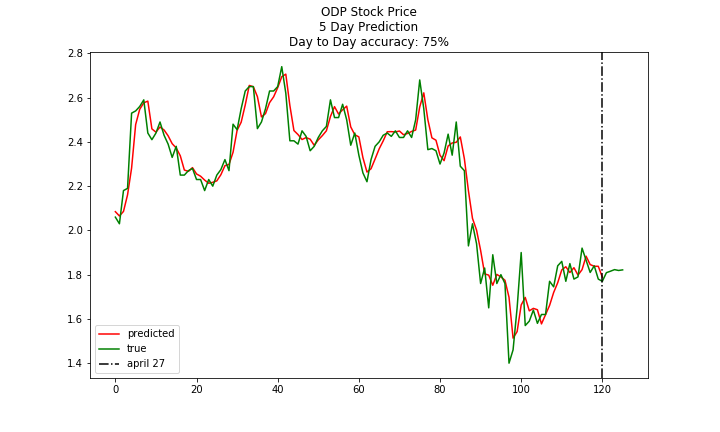 ODP Stock Price
5 Day Prediction
Day to Day accuracy: 75%
2.8
2.6
2.4
2.2
2.0
1.8
1.6
1.4
predicted
true
april 27
0 20 40 60 80 100 120